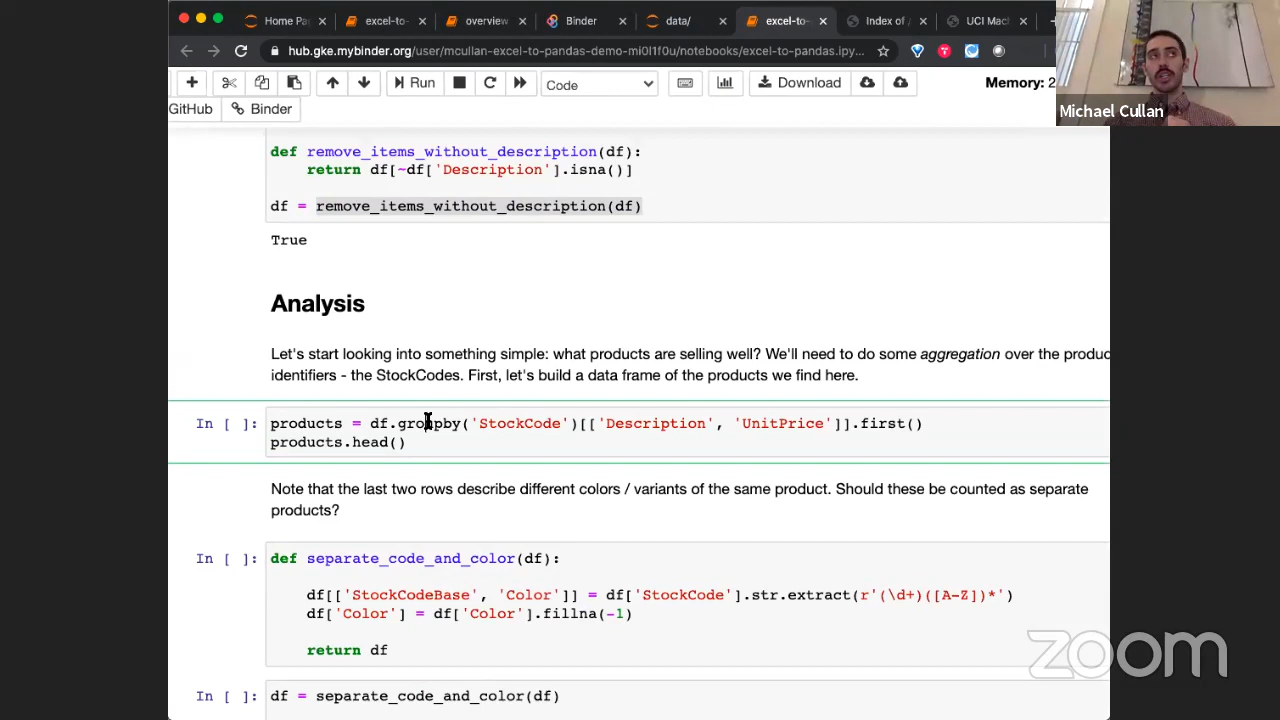 Home Pa
excel-to-
overview
Binder
data/
excel-to-
Index of
UCI Mac
hub.gke.mybinder.org/user/mcullan-excel-to-pandas-demo-mi0l1f0u/notebooks/excel-to-pandas.ipy...
Run
Code
Download
Memory: 2
GitHub
Binder
Michael Cullan
def remove_items_without_description(df):
return df[~df['Description'].isna()]
df = remove_items_without_description(df)
True
Analysis
Let's start looking into something simple: what products are selling well? We'll need to do some aggregation over the produc
identifiers - the StockCodes. First, let's build a data frame of the products we find here.
In [ ]: products = df.groupby('StockCode')[['Description', 'UnitPrice']].first()
products.head()
Note that the last two rows describe different colors / variants of the same product. Should these be counted as separate
products?
In [ ]: def separate_code_and_color(df):
df[['StockCodeBase', 'Color']] = df['StockCode'].str.extract(r'(\d+)([A-Z])*')
df['Color'] = df['Color'].fillna(-1)
return df
In [ ]: df = separate_code_and_color(df)
zoom